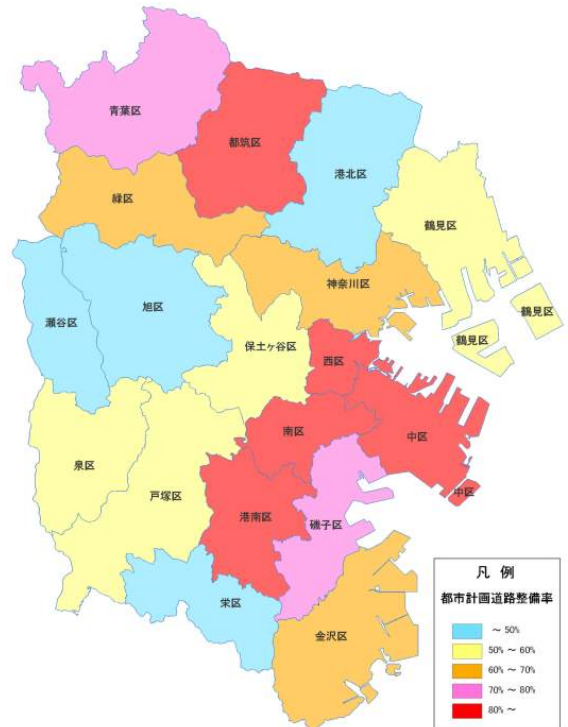 青葉区
都筑区
港北区
緑区
鶴見区
神奈川区
旭区
瀬谷区
鶴見区
鶴見区
保土ヶ谷区
西区
南区
中区
泉区
戸塚区
中区
港南区
磯子区
栄区
金沢区
凡例
都市計画道路整備率
～50%
50%～60%
60%～70%
70%～80%
80%～